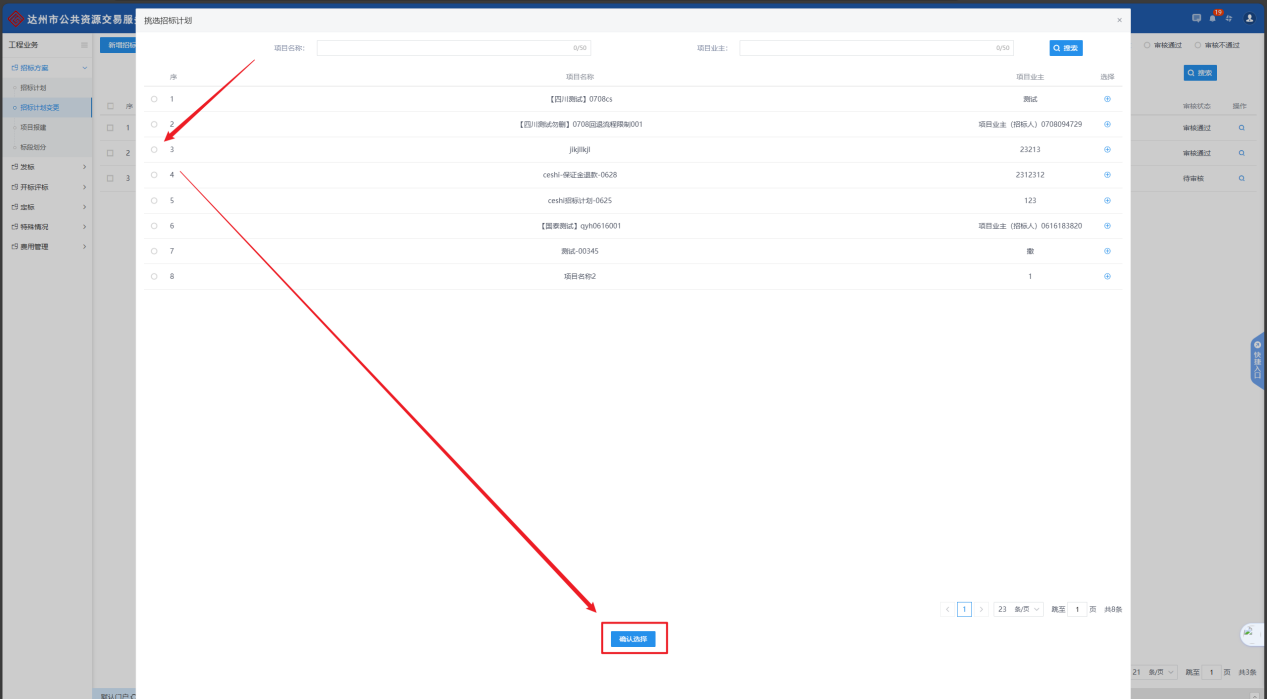 达州市公共资源交易服
19
工程业务
招标方案
招标计划
招标计划变更
项目报建
标段划分
发标
开标评标
定标
特殊情况
费用管理
新增招标
序
1
2
3
挑选招标计划
×
项目名称: 0/50 项目业主: 0/50 搜索
序 项目名称 项目业主 选择
1 【四川测试】0708cs 测试
2 【四川测试勿删】0708回退流程限制001 项目业主（招标人）0708094729
3 jikjllkjl 23213
4 ceshi-保证金退款-0628 2312312
5 ceshi招标计划-0625 123
6 【国泰测试】qyh0616001 项目业主（招标人）0616183820
7 测试-00345 撒
8 项目名称2 1
1 23 条/页 跳至 1 页 共8条
确认选择
审核通过 审核不通过
搜索
审核状态 操作
审核通过
审核通过
待审核
快捷入口
21 条/页 跳至 1 页 共3条
默认门户